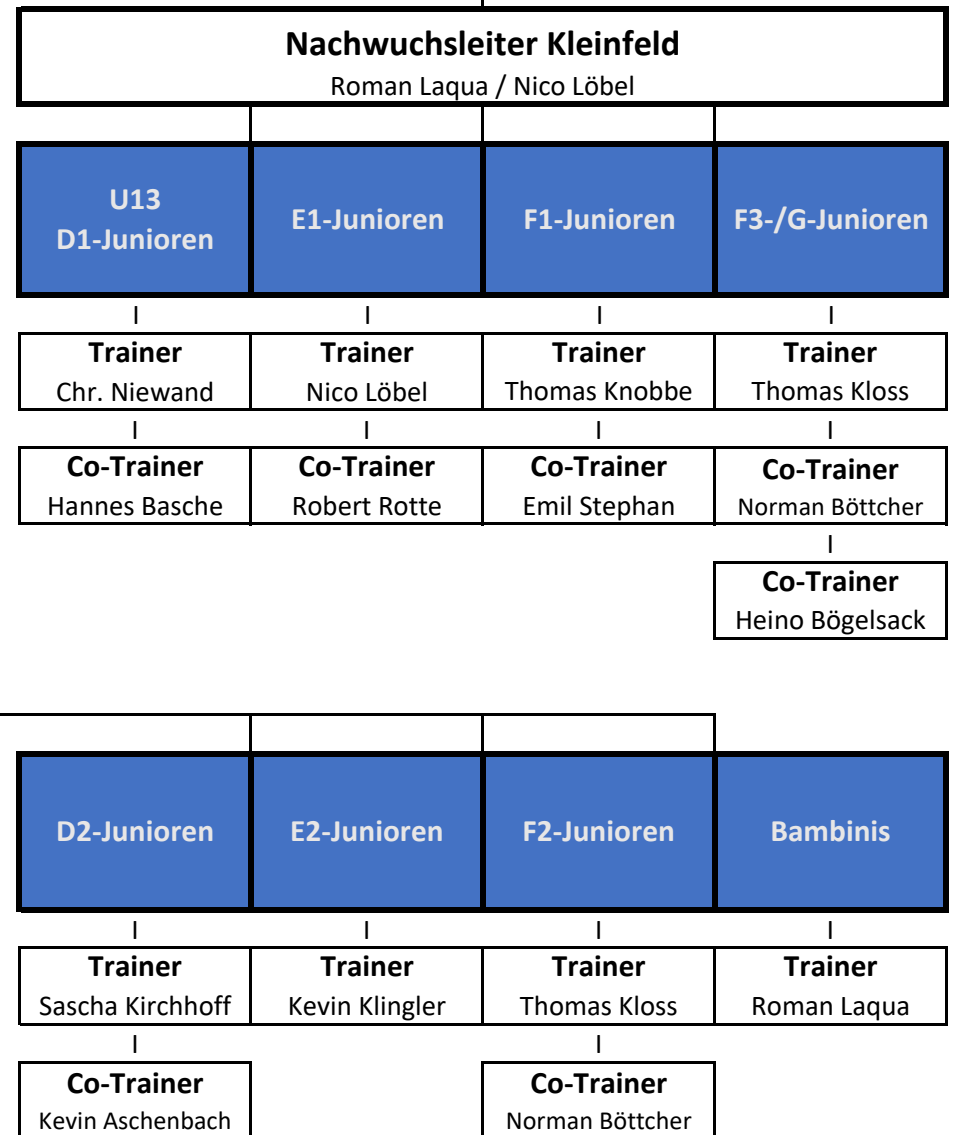 Nachwuchsleiter Kleinfeld
Roman Laqua / Nico Löbel
U13
D1-Junioren
E1-Junioren
F1-Junioren
F3-/G-Junioren
Trainer
Chr. Niewand
Trainer
Nico Löbel
Trainer
Thomas Knobbe
Trainer
Thomas Kloss
Co-Trainer
Hannes Basche
Co-Trainer
Robert Rotte
Co-Trainer
Emil Stephan
Co-Trainer
Norman Böttcher
Co-Trainer
Heino Bögelsack
D2-Junioren
E2-Junioren
F2-Junioren
Bambinis
Trainer
Sascha Kirchhoff
Trainer
Kevin Klingler
Trainer
Thomas Kloss
Trainer
Roman Laqua
Co-Trainer
Kevin Aschenbach
Co-Trainer
Norman Böttcher